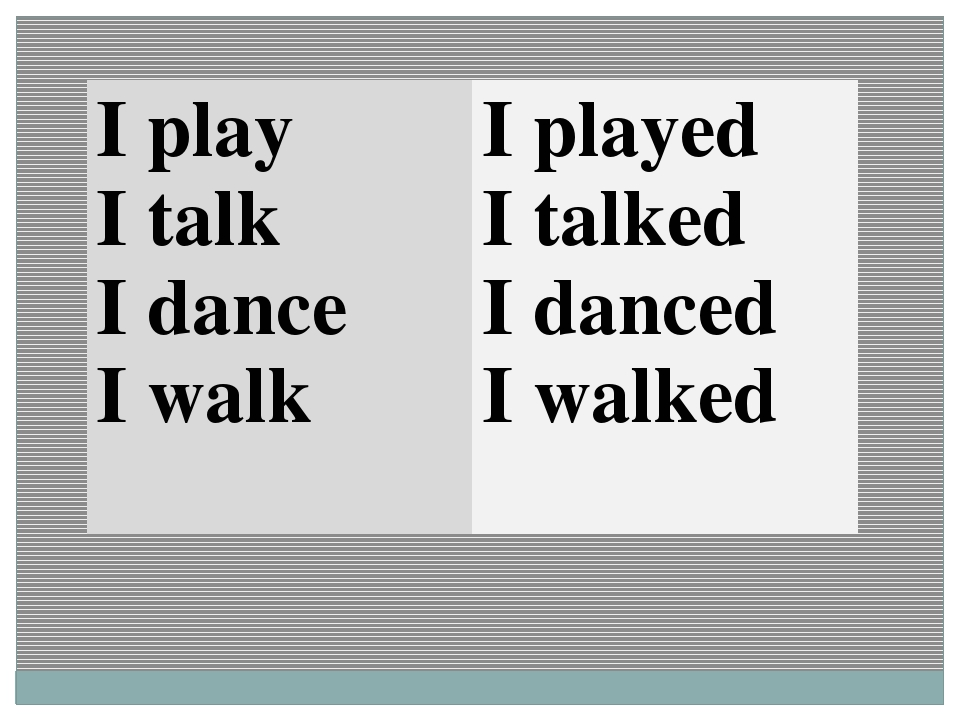 I play
I talk
I dance
I walk
I played
I talked
I danced
I walked